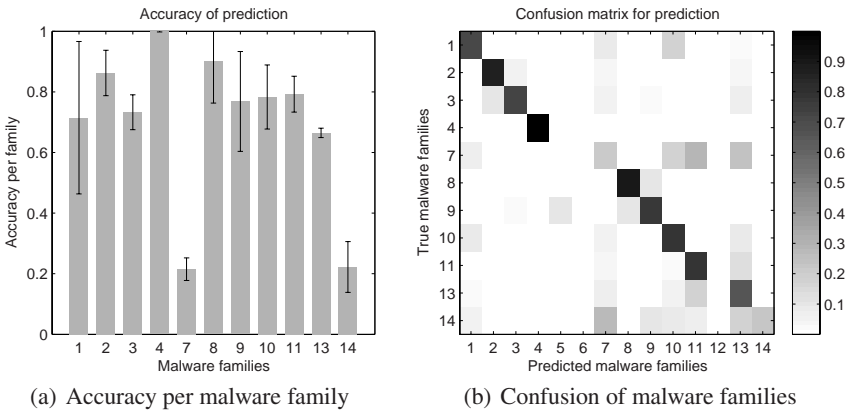 Accuracy of prediction
1
0.8
0.6
0.4
0.2
0
Accuracy per family
1 2 3 4 7 8 9 10 11 13 14
Malware families
(a) Accuracy per malware family
Confusion matrix for prediction
1
2
3
4
7
8
9
10
11
13
14
True malware families
1 2 3 4 5 6 7 8 9 10 11 12 13 14
Predicted malware families
0.9
0.8
0.7
0.6
0.5
0.4
0.3
0.2
0.1
(b) Confusion of malware families